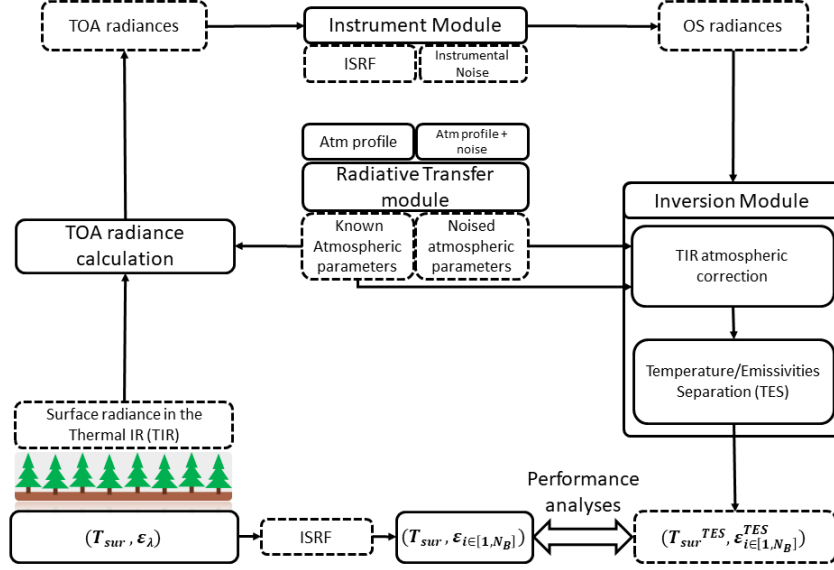 TOA radiances
Instrument Module
OS radiances
ISRF
Instrumental
Noise
Atm profile
Atm profile +
noise
Radiative Transfer
module
Known
Atmospheric
parameters
Noised
atmospheric
parameters
TOA radiance
calculation
Inversion Module
TIR atmospheric
correction
Temperature/Emissivities
Separation (TES)
Surface radiance in the
Thermal IR (TIR)
Performance
analyses
(T_sur, ε_λ)
ISRF
(T_sur, ε_{i∈[1,N_B]})
(T_sur^{TES}, ε_{i∈[1,N_B]}^{TES})